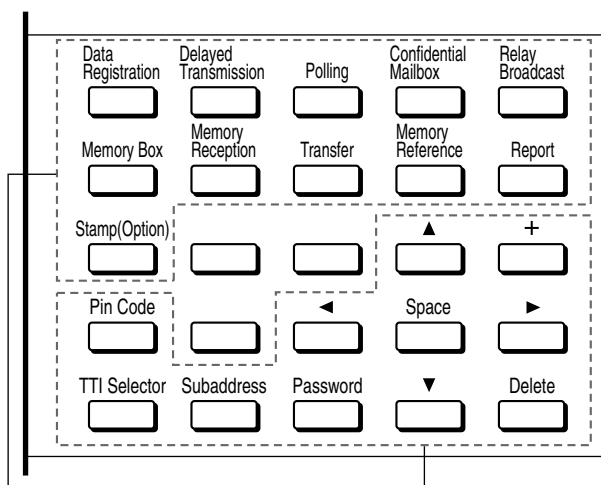 Data
Registration
Delayed
Transmission
Polling
Confidential
Mailbox
Relay
Broadcast
Memory Box
Memory
Reception
Transfer
Memory
Reference
Report
Stamp(Option)
▲
+
Pin Code
◄
Space
►
TTI Selector
Subaddress
Password
▼
Delete